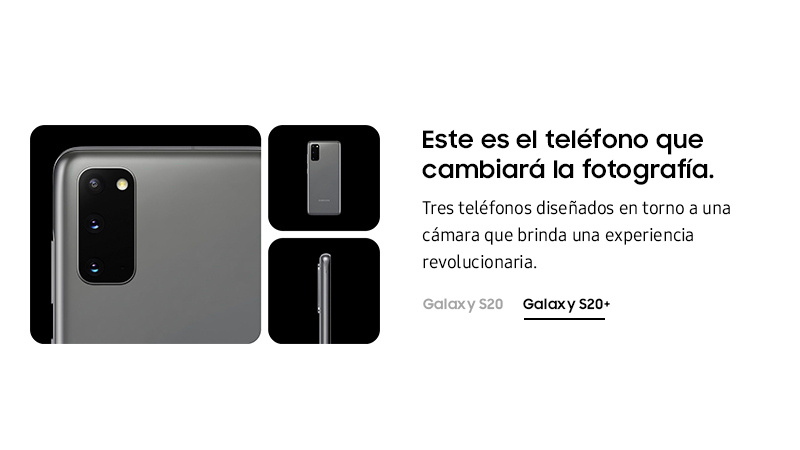 Este es el teléfono que
cambiará la fotografía.
Tres teléfonos diseñados en torno a una
cámara que brinda una experiencia
revolucionaria.
Galaxy S20 Galaxy S20+